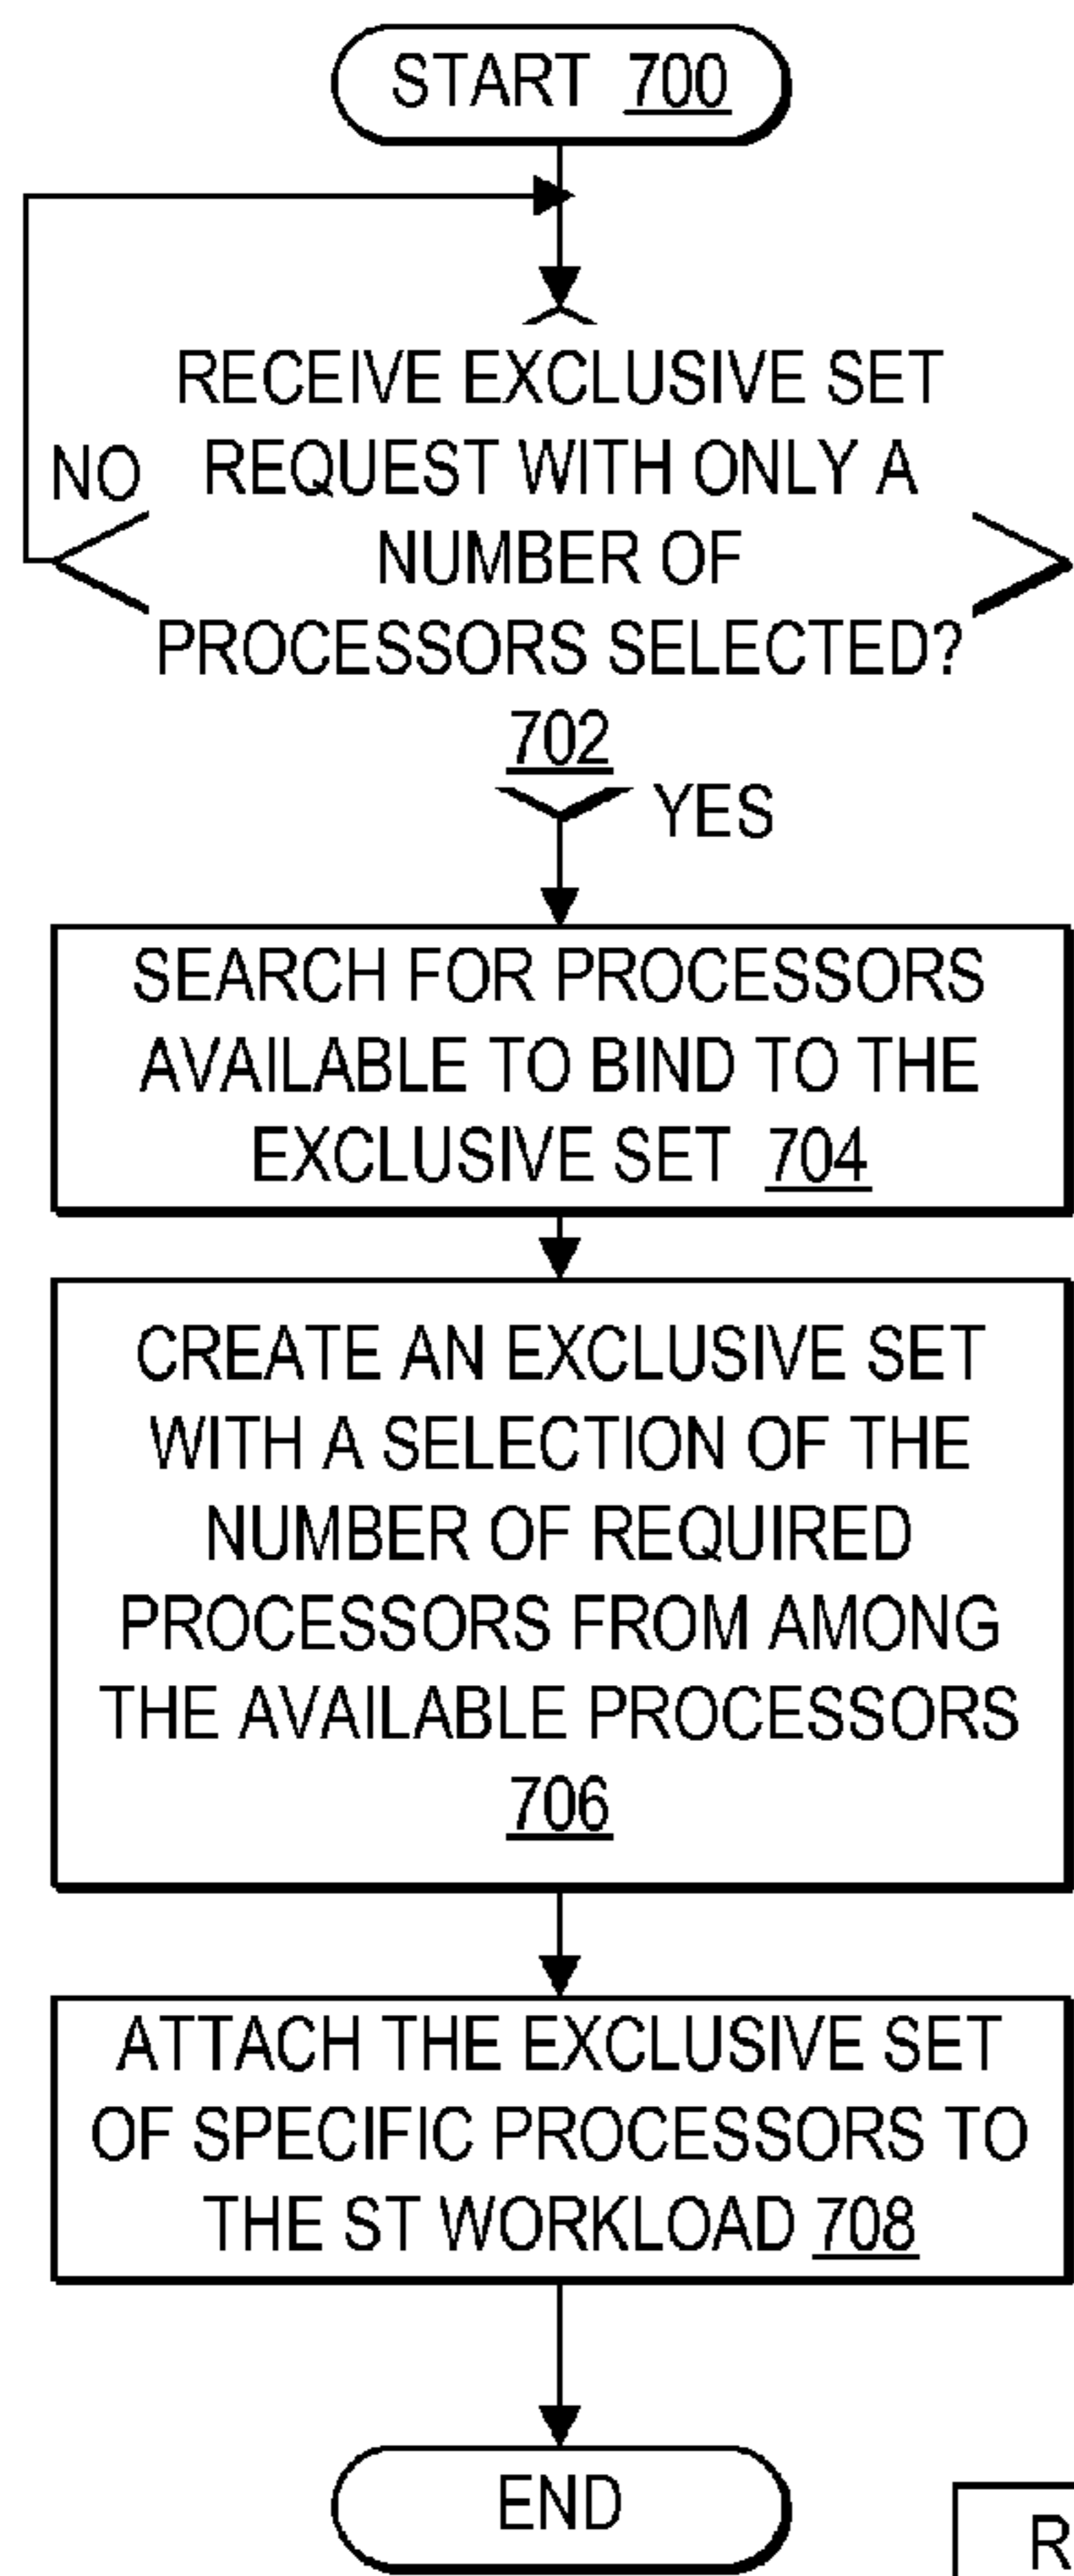 START 700
RECEIVE EXCLUSIVE SET
NO
REQUEST WITH ONLY A
NUMBER OF
PROCESSORS SELECTED?
702
YES
SEARCH FOR PROCESSORS
AVAILABLE TO BIND TO THE
EXCLUSIVE SET 704
CREATE AN EXCLUSIVE SET
WITH A SELECTION OF THE
NUMBER OF REQUIRED
PROCESSORS FROM AMONG
THE AVAILABLE PROCESSORS
706
ATTACH THE EXCLUSIVE SET
OF SPECIFIC PROCESSORS TO
THE ST WORKLOAD 708
END
R